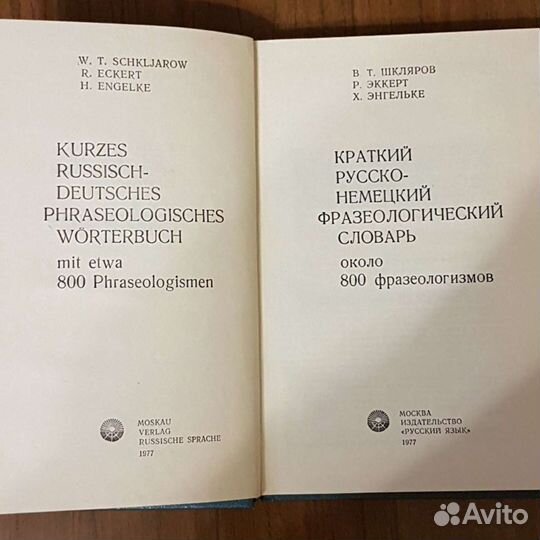 W. T. SCHKLJAROW
R. ECKERT
H. ENGELKE
KURZES
RUSSISCH-
DEUTSCHES
PHRASEOLOGISCHES
WÖRTERBUCH
mit etwa
800 Phraseologismen
MOSKAU
VERLAG
RUSSISCHE SPRACHE
1977
В. Т. ШКЛЯРОВ
Р. ЭККЕРТ
Х. ЭНГЕЛЬКЕ
КРАТКИЙ
РУССКО-
НЕМЕЦКИЙ
ФРАЗЕОЛОГИЧЕСКИЙ
СЛОВАРЬ
около
800 фразеологизмов
МОСКВА
ИЗДАТЕЛЬСТВО
«РУССКИЙ ЯЗЫК»
1977
Avito